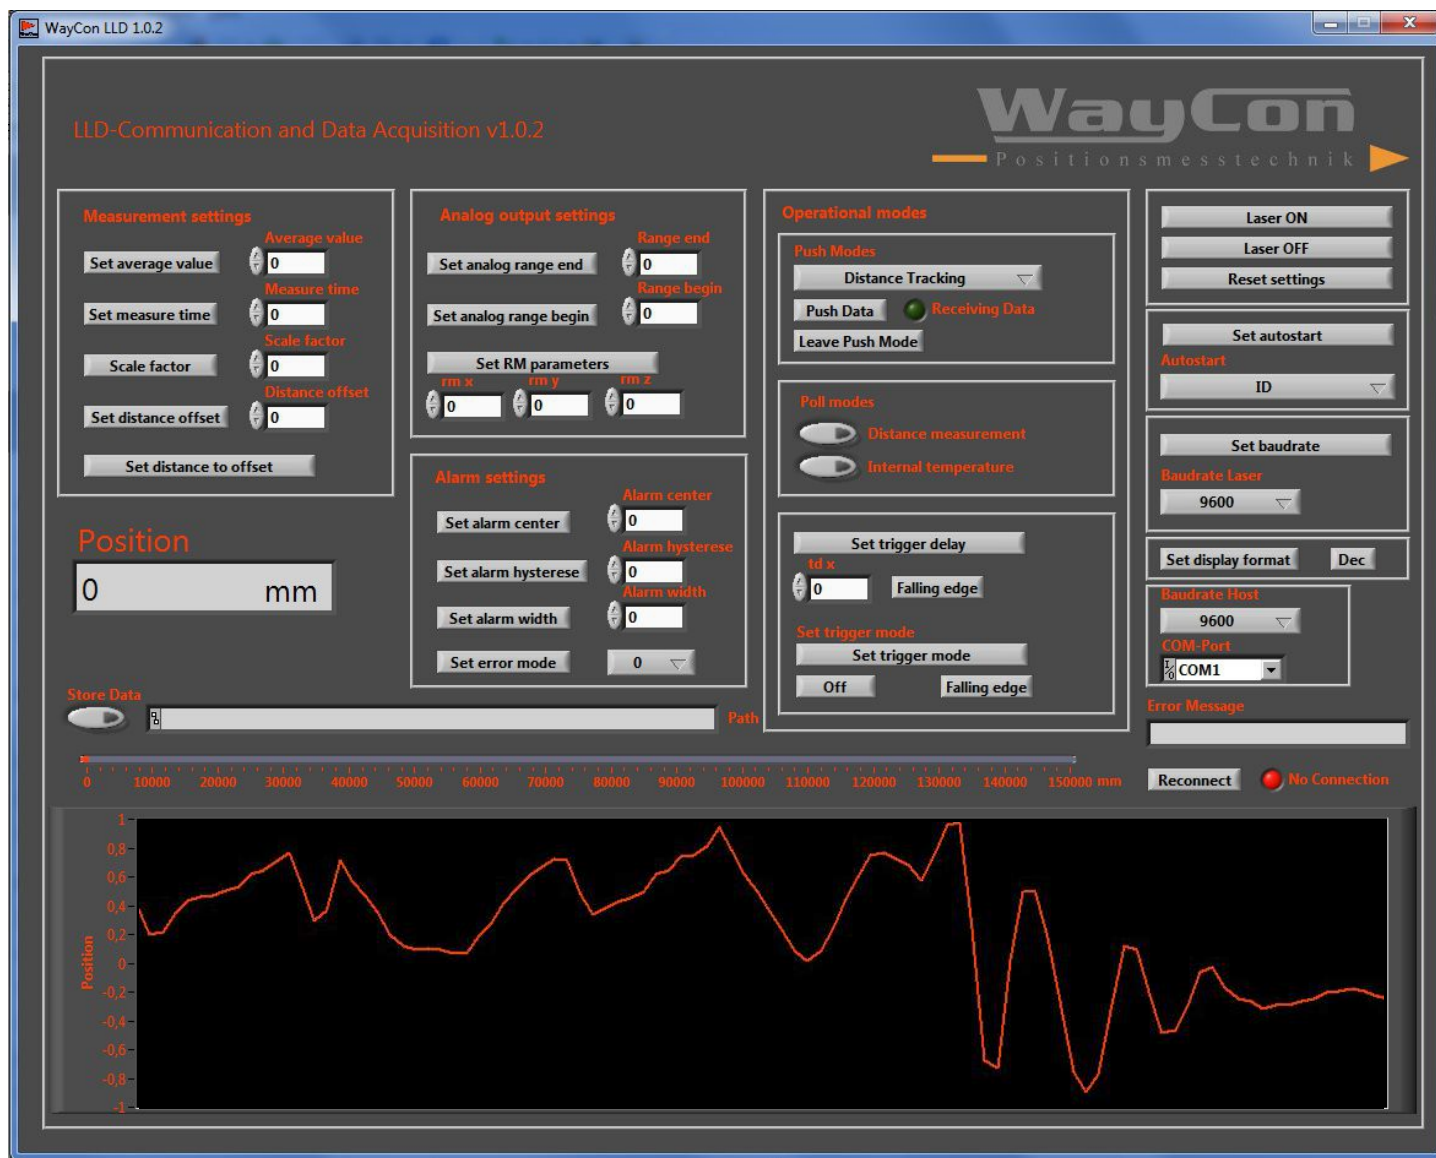 WayCon LLD 1.0.2
LLD-Communication and Data Acquisition v1.0.2
WayCon
Positionsmesstechnik
Measurement settings
Average value
Set average value
0
Measure time
Set measure time
0
Scale factor
Scale factor
0
Distance offset
Set distance offset
0
Set distance to offset
Position
0 mm
Analog output settings
Range end
Set analog range end
0
Range begin
Set analog range begin
0
Set RM parameters
rm x rm y rm z
0 0 0
Alarm settings
Alarm center
Set alarm center
0
Alarm hysterese
Set alarm hysterese
0
Alarm width
Set alarm width
0
Set error mode
0
Operational modes
Push Modes
Distance Tracking
Push Data
Receiving Data
Leave Push Mode
Poll modes
Distance measurement
Internal temperature
Set trigger delay
td x
0
Falling edge
Set trigger mode
Set trigger mode
Off
Falling edge
Laser ON
Laser OFF
Reset settings
Set autostart
Autostart
ID
Set baudrate
Baudrate Laser
9600
Set display format
Dec
Baudrate Host
9600
COM-Port
I/O COM1
Error Message
Store Data
Path
0 10000 20000 30000 40000 50000 60000 70000 80000 90000 100000 110000 120000 130000 140000 150000 mm
Reconnect
No Connection
Position
1
0,8
0,6
0,4
0,2
0
-0,2
-0,4
-0,6
-0,8
-1